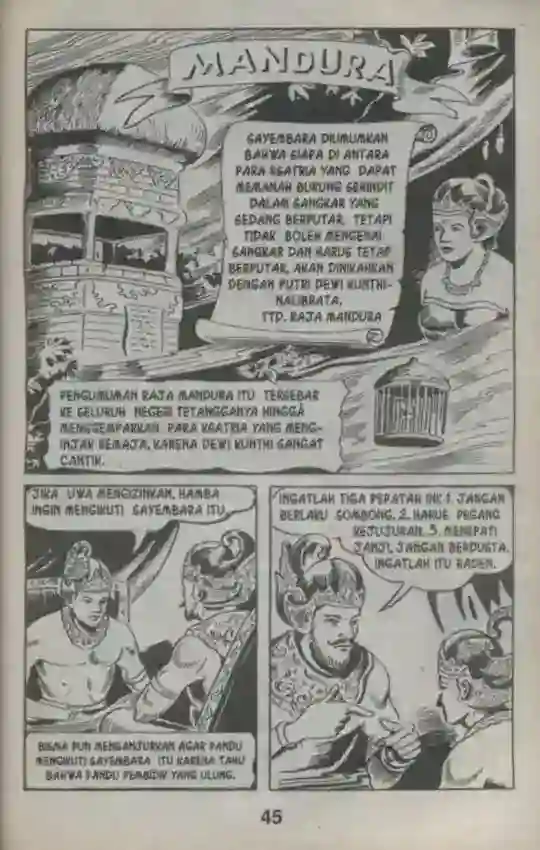 MANDURA
SAYEMBARA DIUMUMKAN
BAHWA SIAPA DI ANTARA
PARA KSATRIA YANG DAPAT
MEMANAH BURUNG SERINDIT
DALAM SANGKAR YANG
SEDANG BERPUTAR, TETAPI
TIDAK BOLEH MENGENAI
SANGKAR DAN HARUS TETAP
BERPUTAR, AKAN DINIKAHKAN
DENGAN PUTRI DEWI KUNTHI-
NALIBRATA.
TTD. RAJA MANDURA
PENGUMUMAN RAJA MANDURA ITU TERSEBAR
KE SELURUH NEGERI TETANGGANYA HINGGA
MENGGEMPARKAN PARA KSATRIA YANG MENG-
INJAK REMAJA, KARENA DEWI KUNTHI SANGAT
CANTIK.
JIKA UWA MENGIZINKAN, HAMBA
INGIN MENGIKUTI SAYEMBARA ITU.
BISMA PUN MENGANJURKAN AGAR PANDU
MENGIKUTI SAYEMBARA ITU KARENA TAHU
BAHWA PANDU PEMBIDIK YANG ULUNG.
INGATLAH TIGA PEPATAH INI: 1. JANGAN
BERLAKU SOMBONG. 2. HARUS PEGANG
KEJUJURAN. 3. MENEPATI
JANJI, JANGAN BERDUSTA.
INGATLAH ITU RADEN.
45